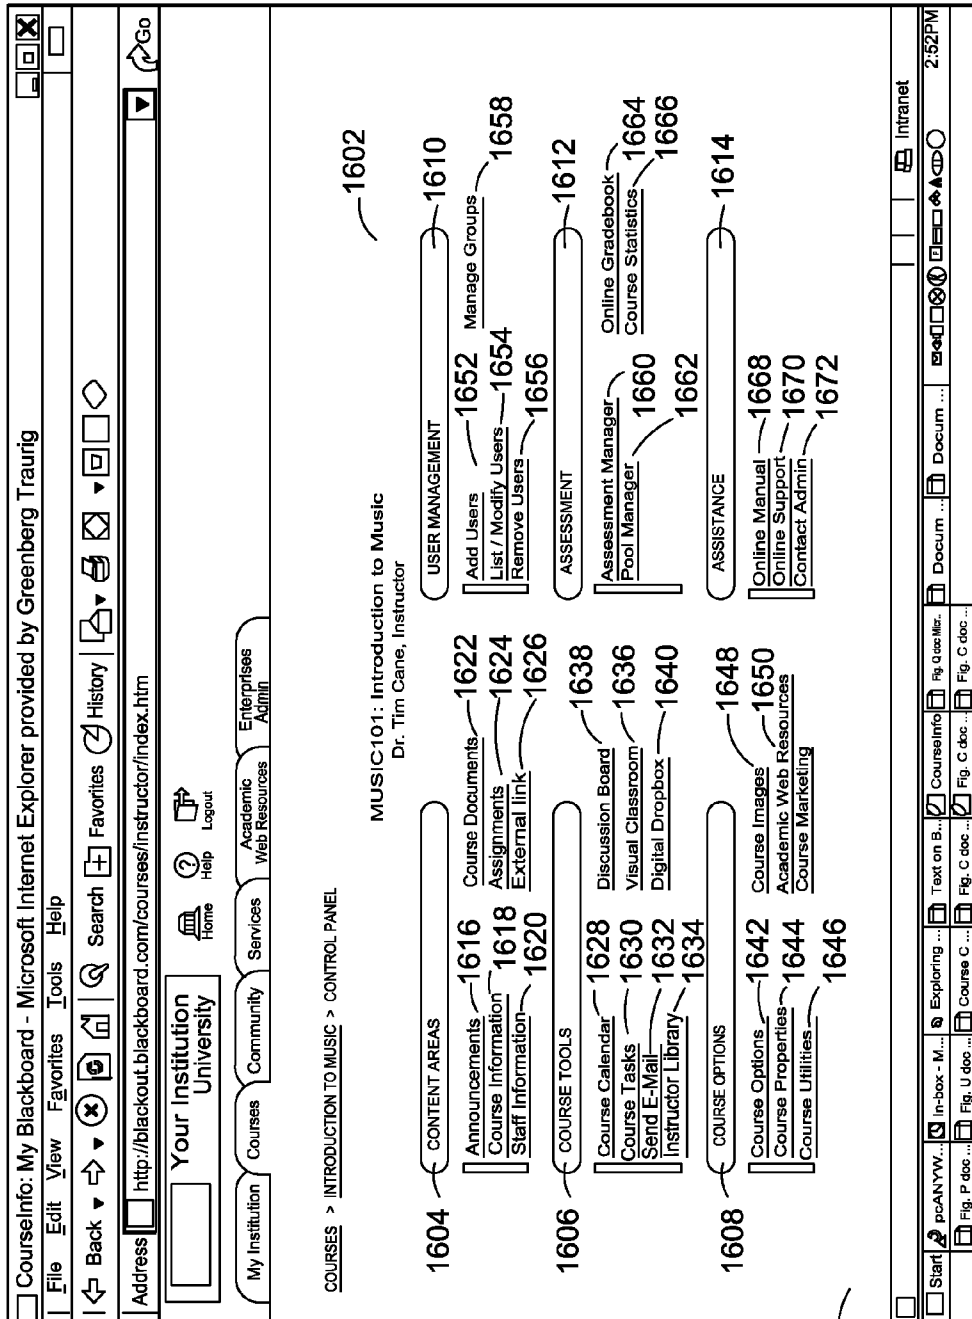 CourseInfo: My Blackboard - Microsoft Internet Explorer provided by Greenberg Traurig
File Edit View Favorites Tools Help
Back Search Favorites History
Address http://blackout.blackboard.com/courses/instructor/index.htm Go
Your Institution
University
Home Help Logout
My Institution Courses Community Services Academic Web Resources Enterprises Admin
COURSES > INTRODUCTION TO MUSIC > CONTROL PANEL
MUSIC101: Introduction to Music
Dr. Tim Cane, Instructor
1602
1604 CONTENT AREAS
Announcements 1616 Course Documents 1622
Course Information 1618 Assignments 1624
Staff Information 1620 External link 1626
USER MANAGEMENT 1610
Add Users 1652 Manage Groups 1658
List / Modify Users 1654
Remove Users 1656
1606 COURSE TOOLS
Course Calendar 1628 Discussion Board 1638
Course Tasks 1630 Visual Classroom 1636
Send E-Mail 1632 Digital Dropbox 1640
Instructor Library 1634
ASSESSMENT 1612
Assessment Manager 1660 Online Gradebook 1664
Pool Manager 1662 Course Statistics 1666
1608 COURSE OPTIONS
Course Options 1642 Course Images 1648
Course Properties 1644 Academic Web Resources 1650
Course Utilities 1646 Course Marketing
ASSISTANCE 1614
Online Manual 1668
Online Support 1670
Contact Admin 1672
Intranet
Start pcANYW... In-box - M... Exploring ... Text on B... CourseInfo Fig. Q doc Micr.. Docum ... Docum ... 2:52PM
Fig. P doc ... Fig. U doc ... Course C... Fig. C doc ... Fig. C doc ... Fig. C doc ...